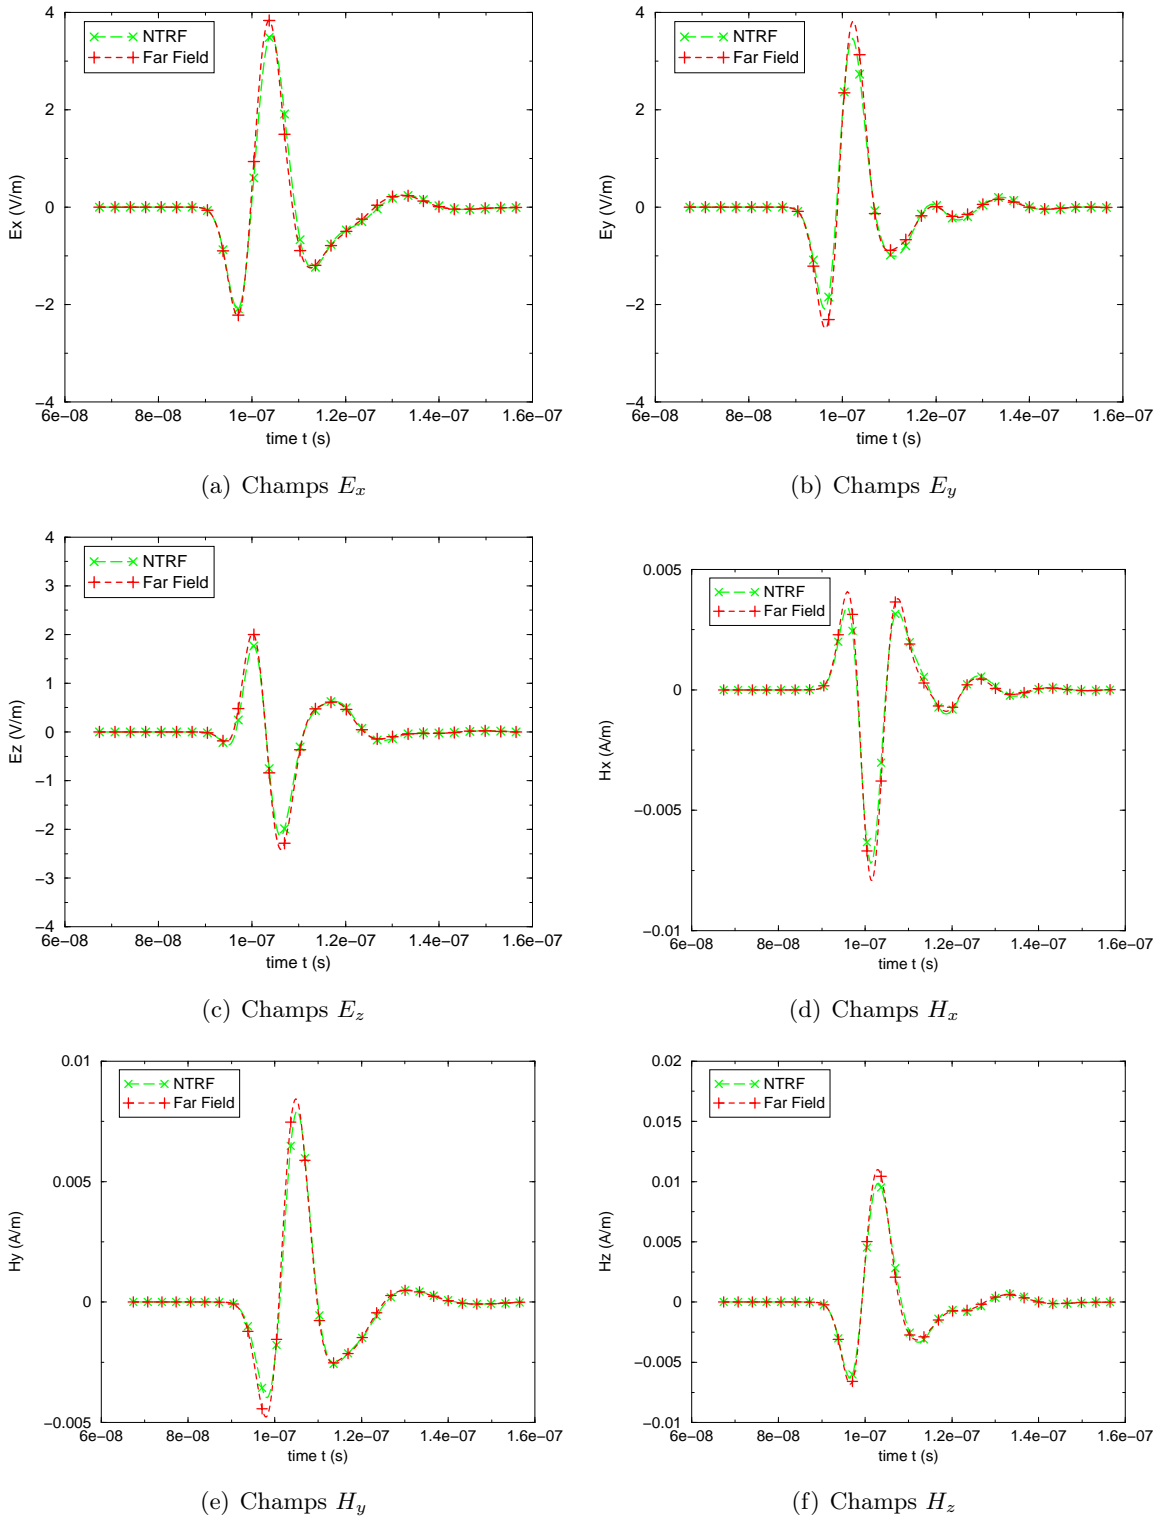 4
2
0
−2
−4
6e−08 8e−08 1e−07 1.2e−07 1.4e−07 1.6e−07
time t (s)
Ex (V/m)
NTRF
Far Field
(a) Champs E_x
4
2
0
−2
−4
6e−08 8e−08 1e−07 1.2e−07 1.4e−07 1.6e−07
time t (s)
Ey (V/m)
NTRF
Far Field
(b) Champs E_y
4
3
2
1
0
−1
−2
−3
−4
6e−08 8e−08 1e−07 1.2e−07 1.4e−07 1.6e−07
time t (s)
Ez (V/m)
NTRF
Far Field
(c) Champs E_z
0.005
0
−0.005
−0.01
6e−08 8e−08 1e−07 1.2e−07 1.4e−07 1.6e−07
time t (s)
Hx (A/m)
NTRF
Far Field
(d) Champs H_x
0.01
0.005
0
−0.005
6e−08 8e−08 1e−07 1.2e−07 1.4e−07 1.6e−07
time t (s)
Hy (A/m)
NTRF
Far Field
(e) Champs H_y
0.02
0.015
0.01
0.005
0
−0.005
−0.01
6e−08 8e−08 1e−07 1.2e−07 1.4e−07 1.6e−07
time t (s)
Hz (A/m)
NTRF
Far Field
(f) Champs H_z